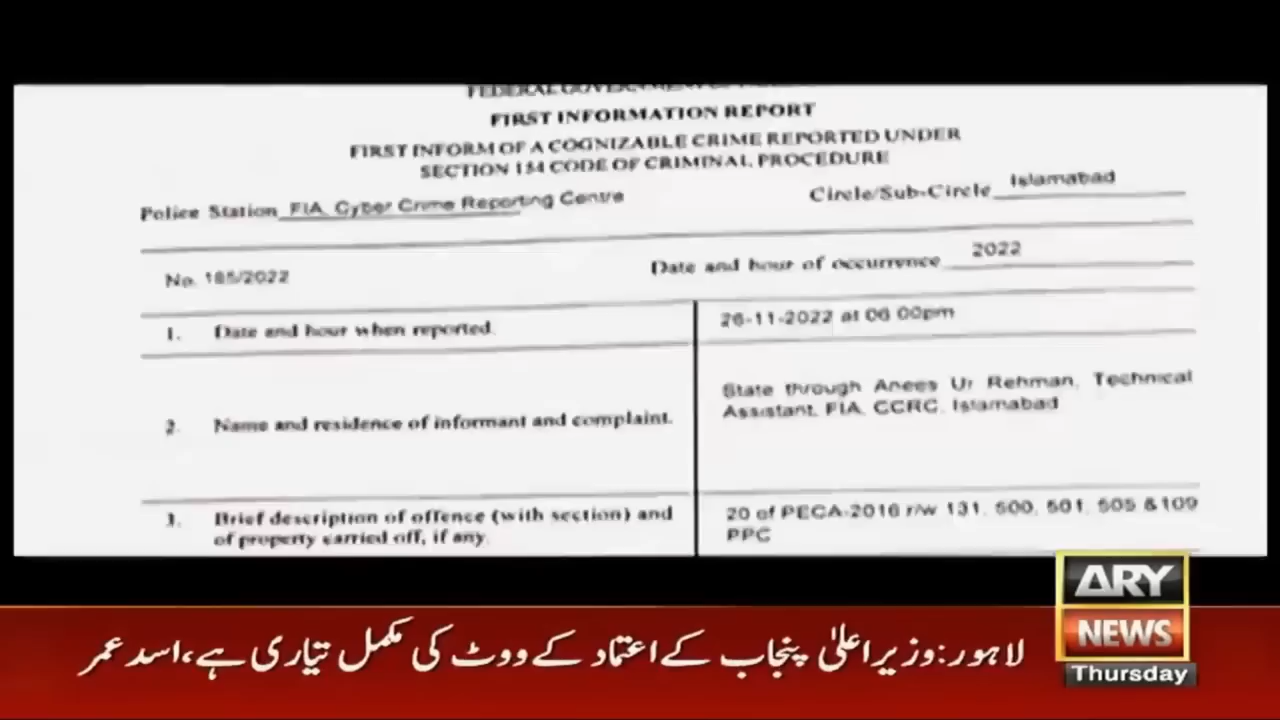 FEDERAL GOVERNMENT OF
FIRST INFORMATION REPORT
FIRST INFORM OF A COGNIZABLE CRIME REPORTED UNDER
SECTION 154 CODE OF CRIMINAL PROCEDURE
Police Station FIA, Cyber Crime Reporting Centre Circle/Sub-Circle Islamabad
No. 185/2022 Date and hour of occurrence 2022
1. Date and hour when reported. 26-11-2022 at 06 00pm
2. Name and residence of informant and complaint. State through Anees Ur Rehman, Technical
Assistant, FIA, CCRC, Islamabad
3. Brief description of offence (with section) and 20 of PECA-2016 r/w 131, 500, 501, 505 &109
of property carried off, if any. PPC
ARY
NEWS
Thursday
لاہور:وزیراعلیٰ پنجاب کے اعتماد کے ووٹ کی مکمل تیاری ہے،اسد عمر